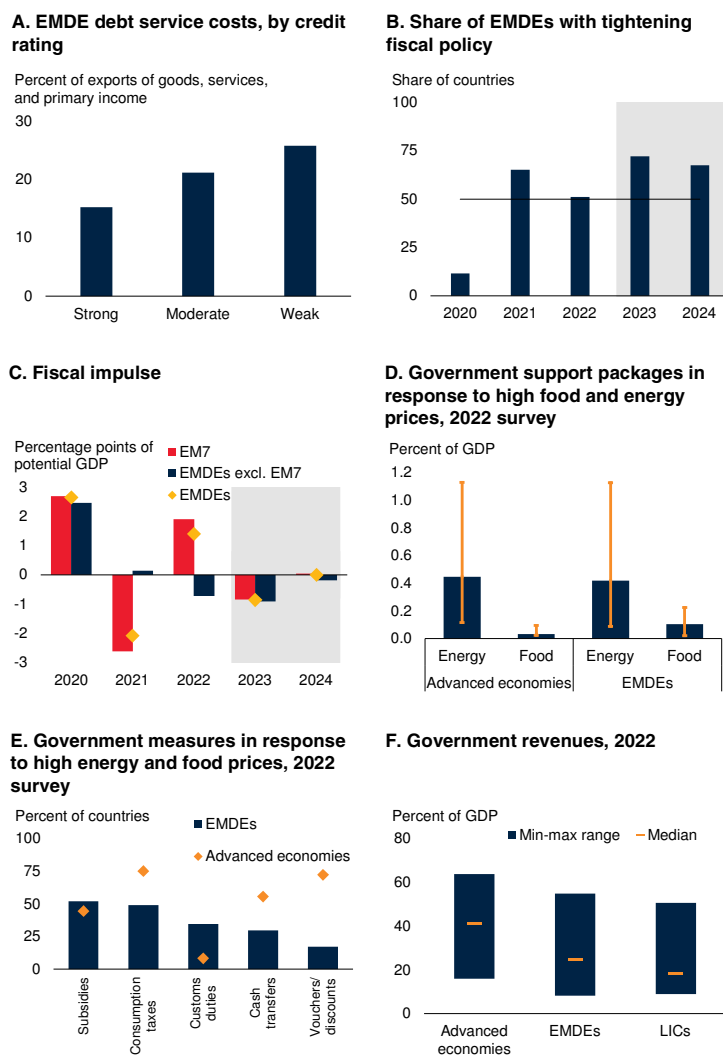 A. EMDE debt service costs, by credit
rating
Percent of exports of goods, services,
and primary income
30
20
10
0
Strong Moderate Weak
B. Share of EMDEs with tightening
fiscal policy
Share of countries
100
75
50
25
0
2020 2021 2022 2023 2024
C. Fiscal impulse
Percentage points of
potential GDP
EM7
EMDEs excl. EM7
EMDEs
3
2
1
0
-1
-2
-3
2020 2021 2022 2023 2024
D. Government support packages in
response to high food and energy
prices, 2022 survey
Percent of GDP
1.2
1.0
0.8
0.6
0.4
0.2
0.0
Energy Food Energy Food
Advanced economies EMDEs
E. Government measures in response
to high energy and food prices, 2022
survey
Percent of countries
EMDEs
Advanced economies
100
75
50
25
0
Subsidies
Consumption
taxes
Customs
duties
Cash
transfers
Vouchers/
discounts
F. Government revenues, 2022
Percent of GDP
Min-max range Median
80
60
40
20
0
Advanced
economies
EMDEs
LICs